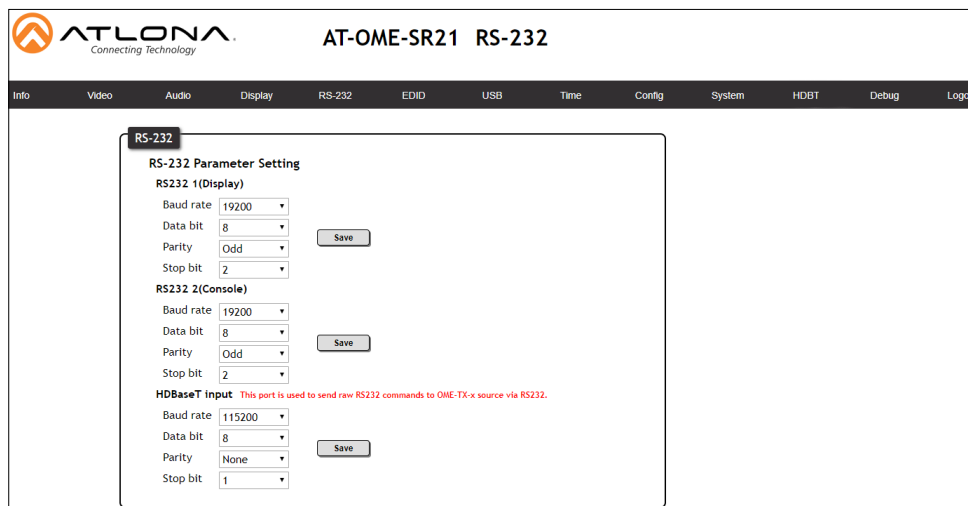 ATLONA.
Connecting Technology
AT-OME-SR21 RS-232
Info Video Audio Display RS-232 EDID USB Time Config System HDBT Debug Logo
RS-232
RS-232 Parameter Setting
RS232 1(Display)
Baud rate 19200
Data bit 8
Save
Parity Odd
Stop bit 2
RS232 2(Console)
Baud rate 19200
Data bit 8
Save
Parity Odd
Stop bit 2
HDBaseT input This port is used to send raw RS232 commands to OME-TX-x source via RS232.
Baud rate 115200
Data bit 8
Save
Parity None
Stop bit 1